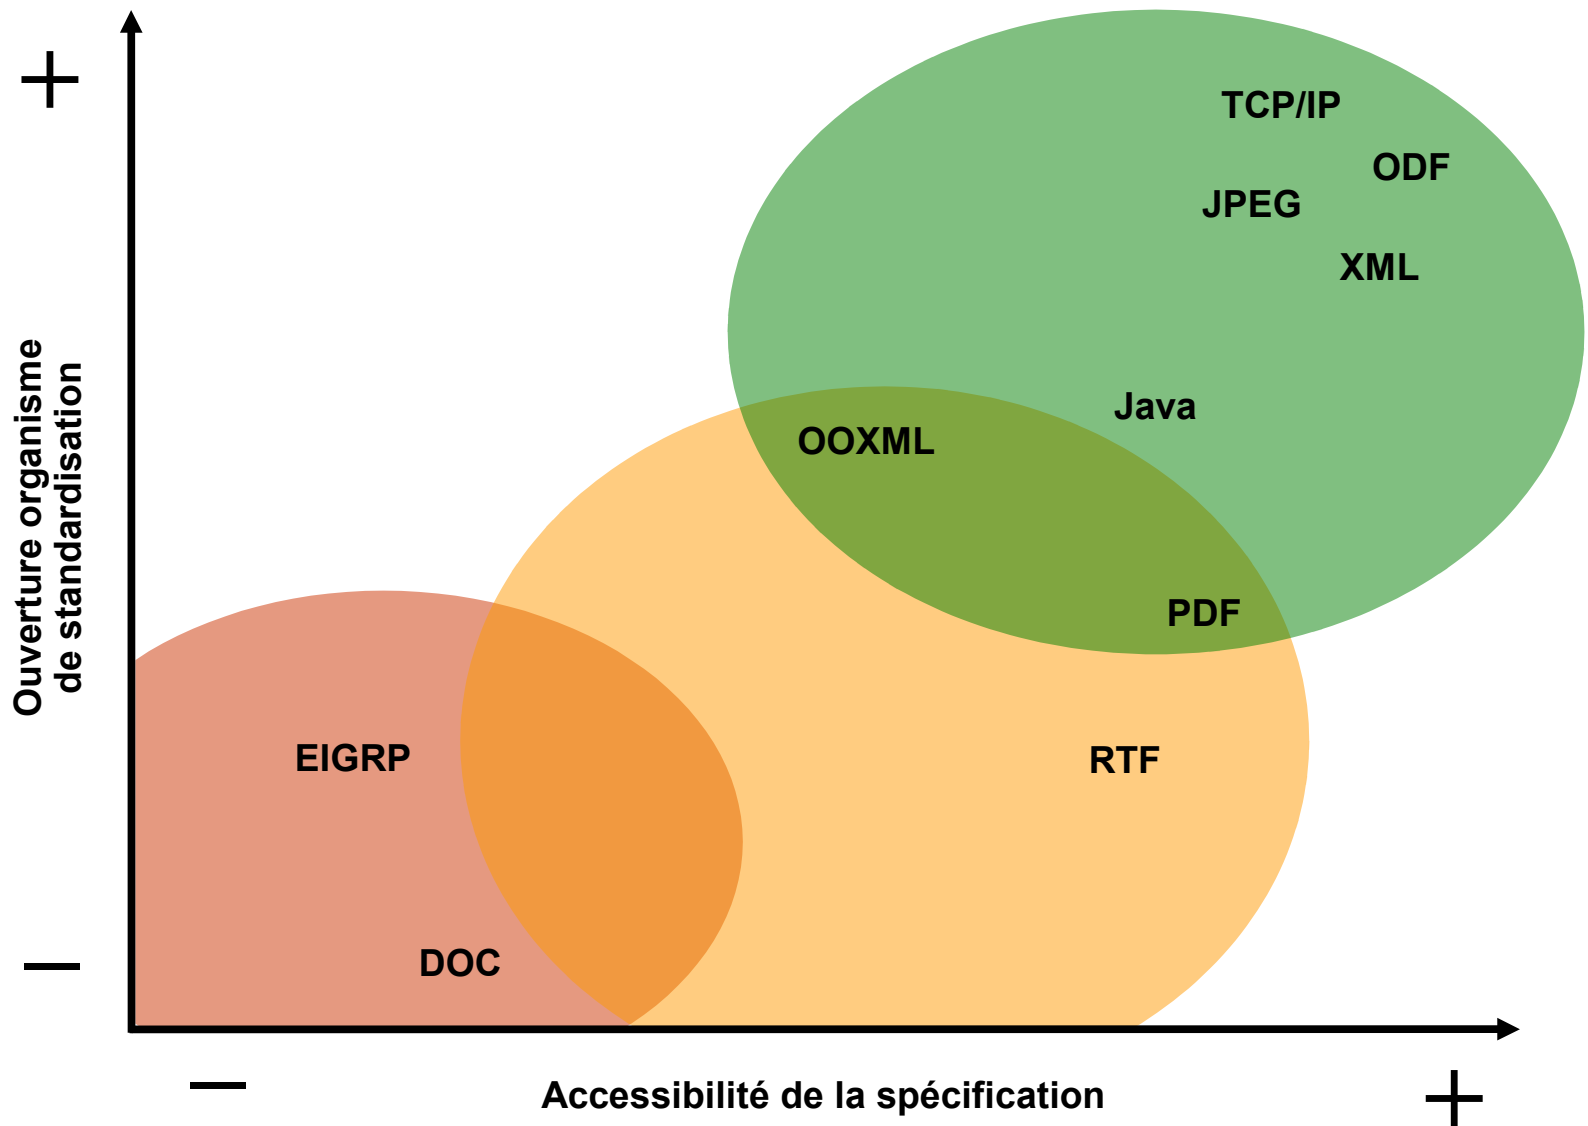 +
TCP/IP
ODF
JPEG
XML
Ouverture organisme
de standardisation
Java
OOXML
PDF
EIGRP
RTF
DOC
−
−
Accessibilité de la spécification
+